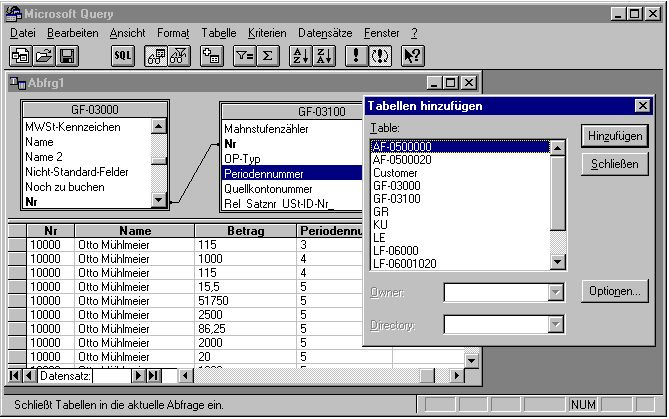 Microsoft Query
Datei Bearbeiten Ansicht Format Tabelle Kriterien Datensätze Fenster ?
SQL
Abfrg1
GF-03000
MWSt-Kennzeichen
Name
Name 2
Nicht-Standard-Felder
Noch zu buchen
Nr
GF-03100
Mahnstufenzähler
Nr
OP-Typ
Periodennummer
Quellkontonummer
Rel_Satznr_USt-ID-Nr_
Nr Name Betrag Periodennu
10000 Otto Mühlmeier 115 3
10000 Otto Mühlmeier 1000 4
10000 Otto Mühlmeier 115 4
10000 Otto Mühlmeier 15,5 5
10000 Otto Mühlmeier 51750 5
10000 Otto Mühlmeier 2500 5
10000 Otto Mühlmeier 86,25 5
10000 Otto Mühlmeier 2000 5
10000 Otto Mühlmeier 20 5
Datensatz:
Tabellen hinzufügen
Table:
AF-0500000
AF-0500020
Customer
GF-03000
GF-03100
GR
KU
LE
LF-06000
LF-06001020
Hinzufügen
Schließen
Owner:
Directory:
Optionen...
Schließt Tabellen in die aktuelle Abfrage ein.
NUM